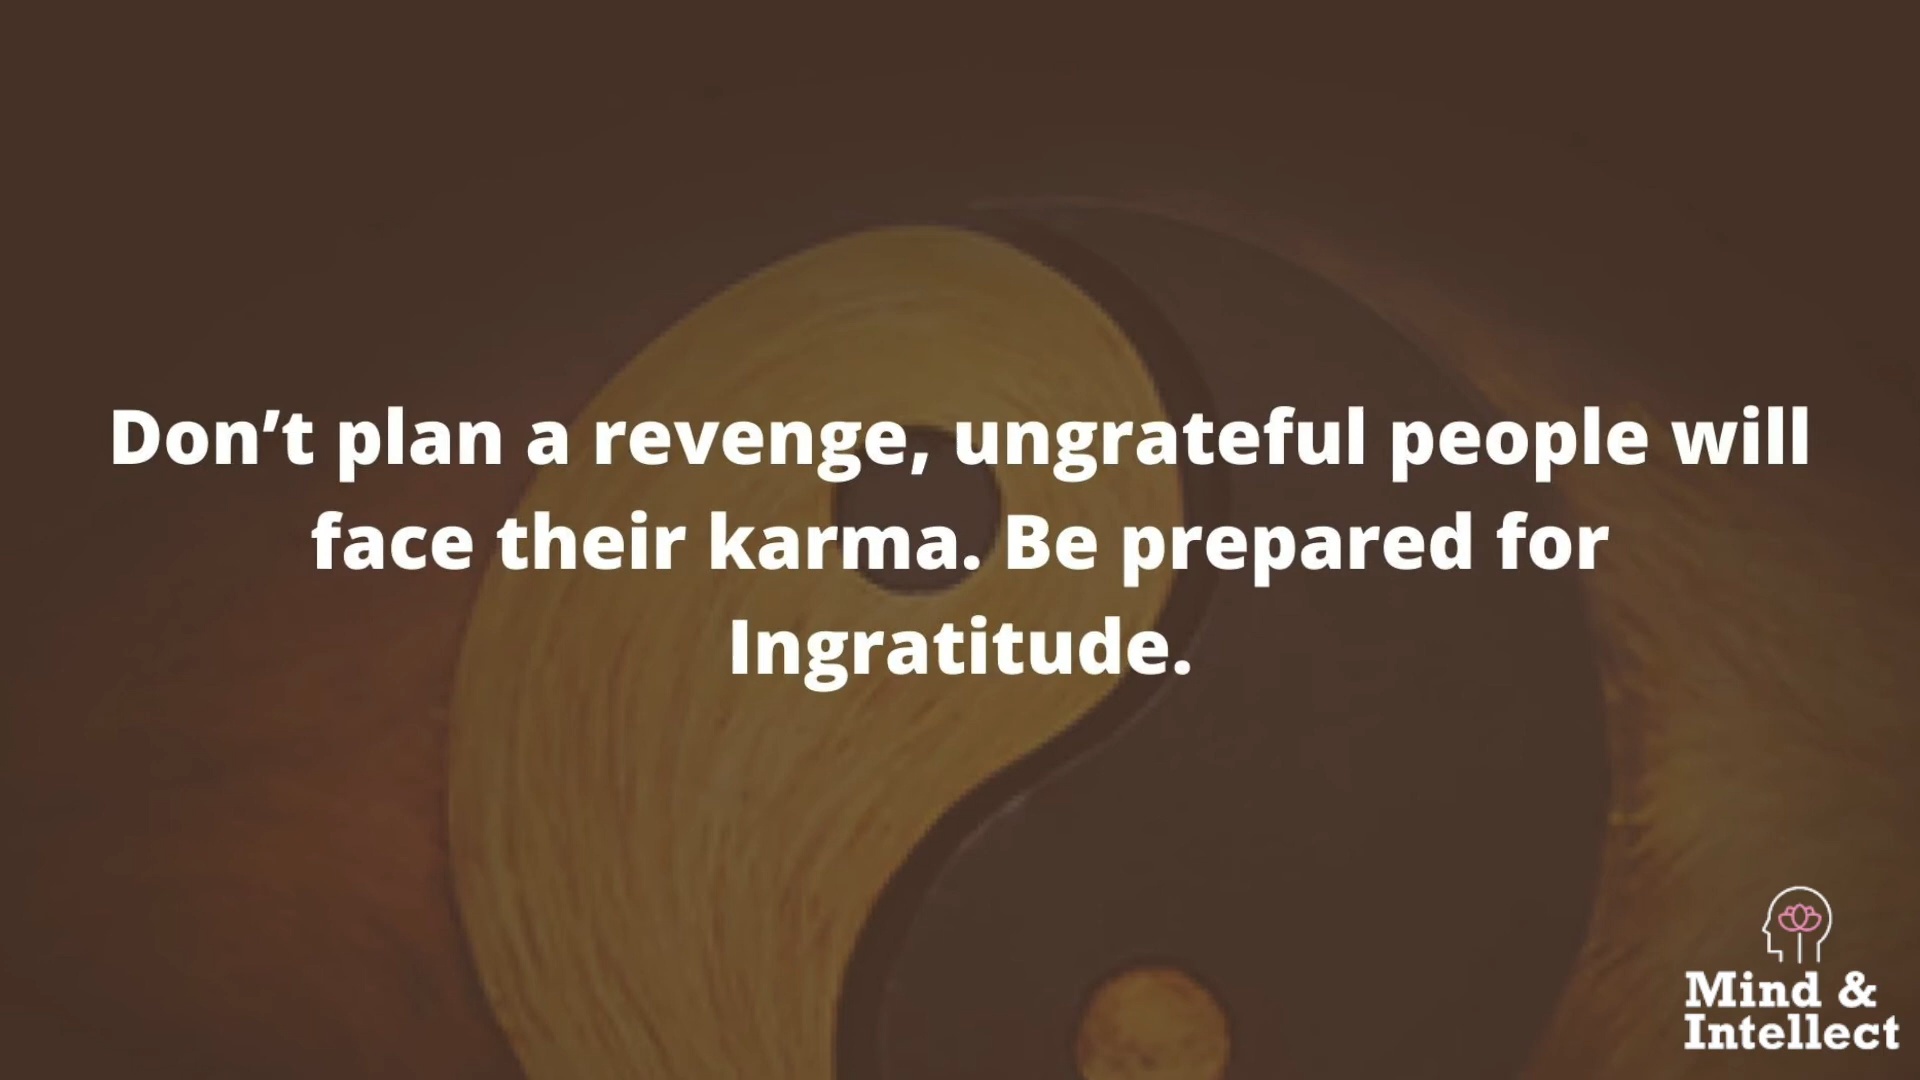 Don’t plan a revenge, ungrateful people will
face their karma. Be prepared for
Ingratitude.
Mind &
Intellect